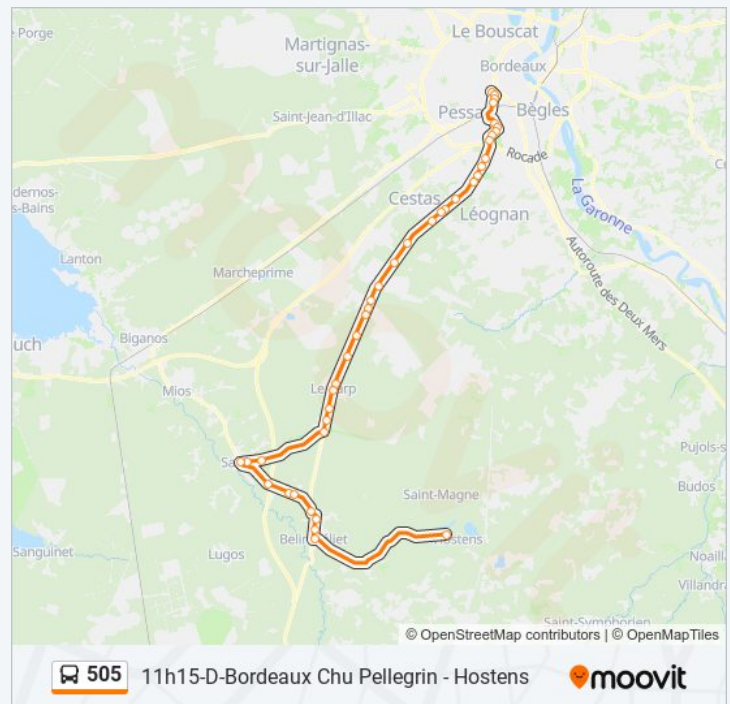 Porge
Le Bouscat
Martignas-
sur-Jalle
Bordeaux
Saint-Jean-d'Illac
Pessa
Bègles
Rocade
demos-
s-Bains
Cestas
Léognan
La Garonne
Lanton
Marcheprime
Autoroute des Deux Mers
uch
Biganos
Mios
Le Barp
Sa
Pujols-s
Budos
Saint-Magne
Sanguinet
Lugos
Belin-Béliet
Hostens
Noaill
Villandra
Saint-Symphorien
© OpenStreetMap contributors | © OpenMapTiles
505 11h15-D-Bordeaux Chu Pellegrin - Hostens
moovit